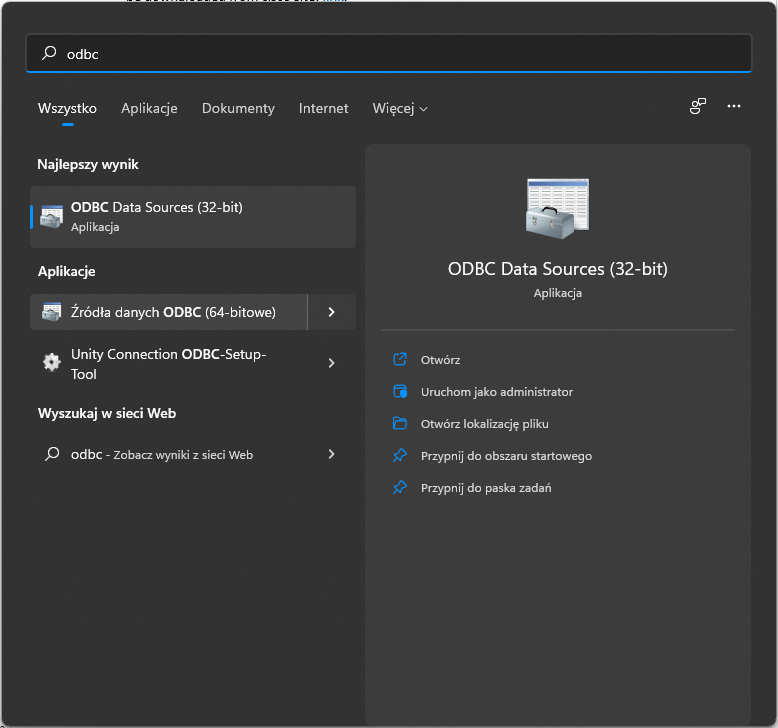 odbc
Wszystko Aplikacje Dokumenty Internet Więcej
Najlepszy wynik
ODBC Data Sources (32-bit)
Aplikacja
Aplikacje
Źródła danych ODBC (64-bitowe)
Unity Connection ODBC-Setup-
Tool
Wyszukaj w sieci Web
odbc - Zobacz wyniki z sieci Web
ODBC Data Sources (32-bit)
Aplikacja
Otwórz
Uruchom jako administrator
Otwórz lokalizację pliku
Przypnij do obszaru startowego
Przypnij do paska zadań